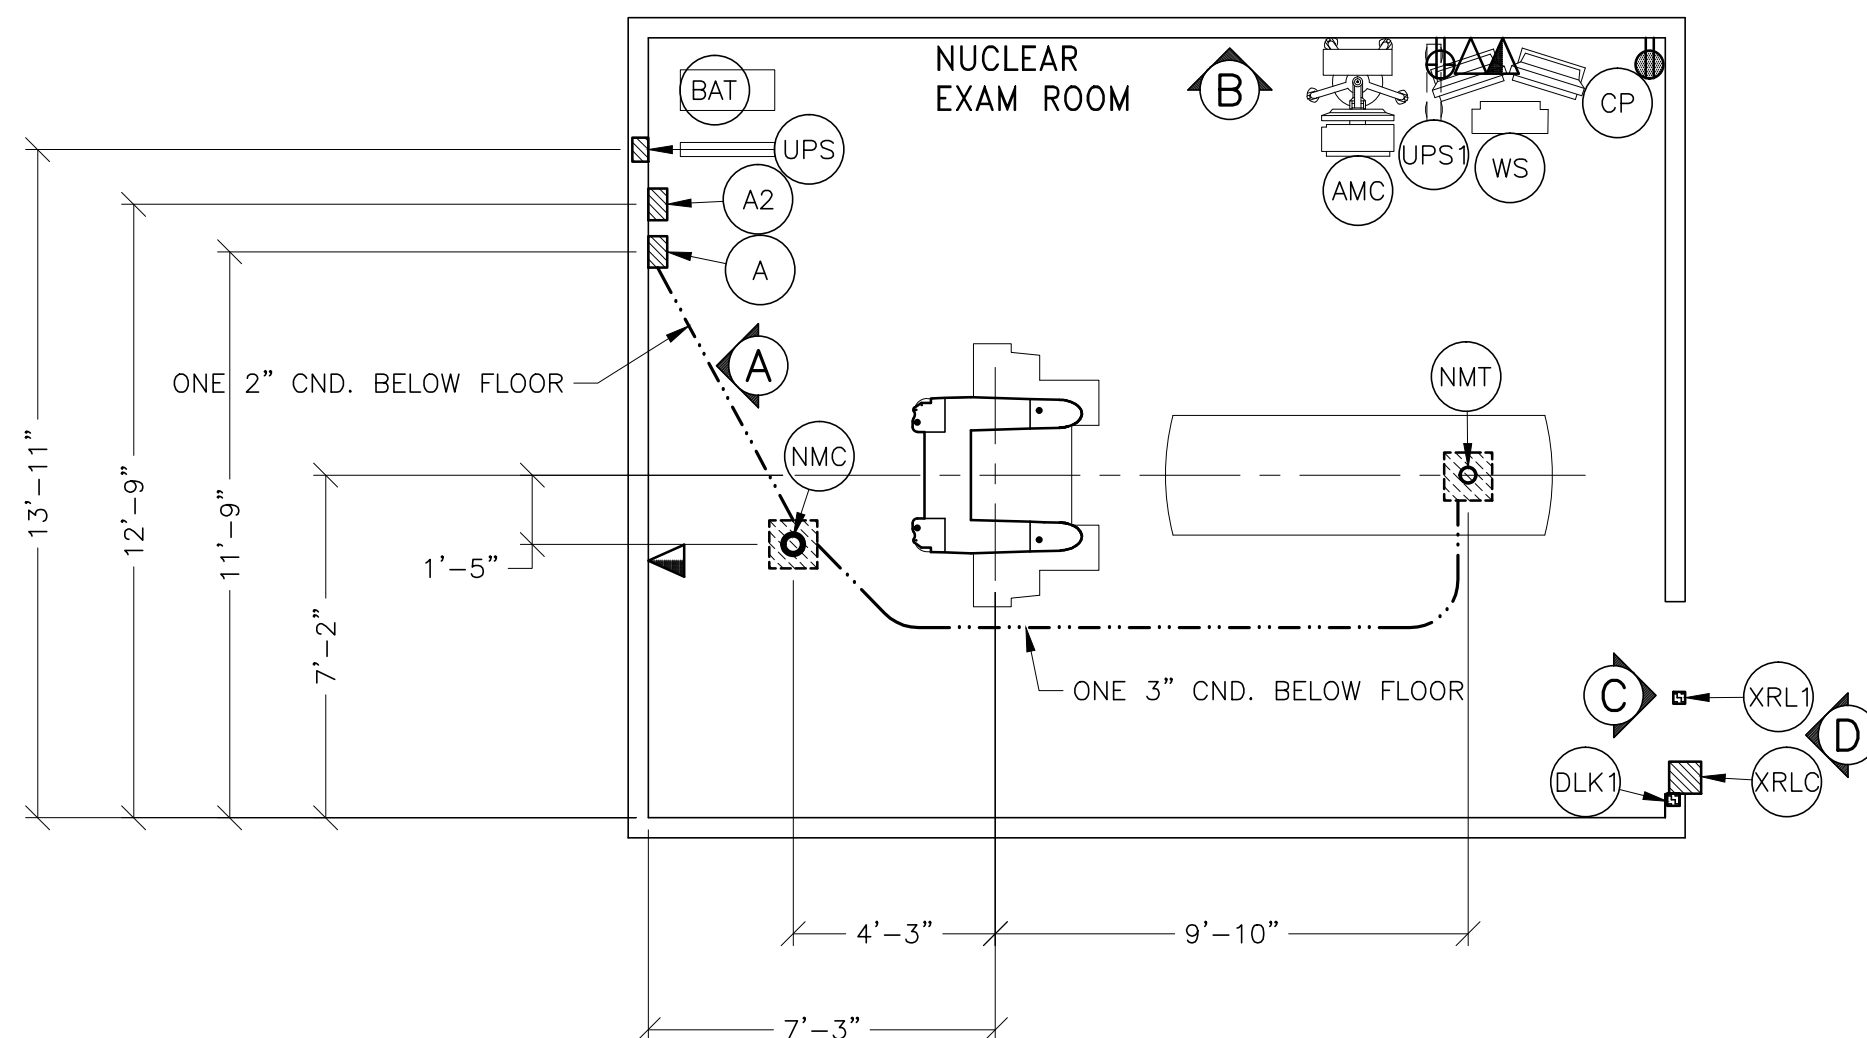 NUCLEAR
EXAM ROOM
B
BAT
CP
UPS
UPS1
WS
AMC
A2
A
ONE 2” CND. BELOW FLOOR
A
NMT
NMC
13’-11”
12’-9”
11’-9”
7’-2”
1’-5”
ONE 3” CND. BELOW FLOOR
C
XRL1
D
DLK1
XRLC
4’-3”
9’-10”
7’-3”